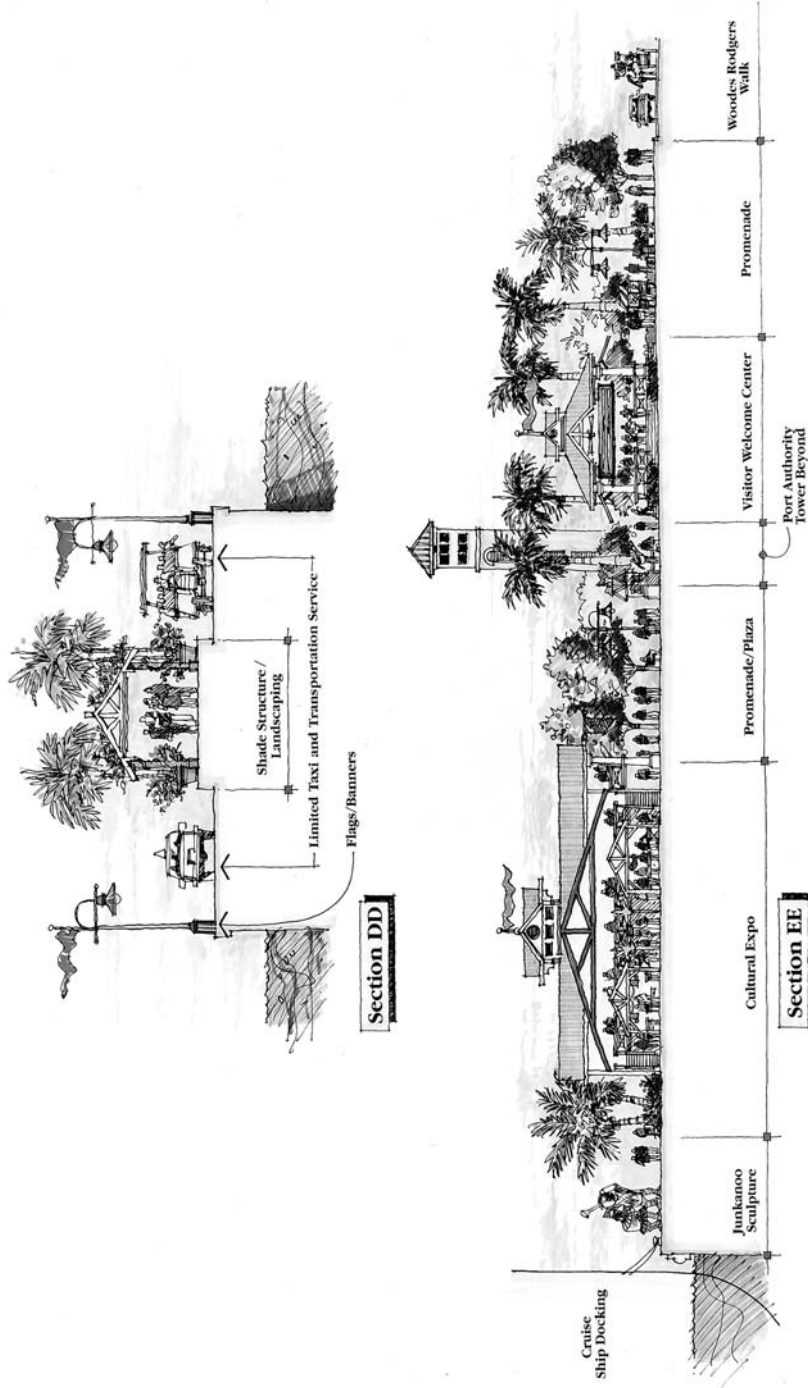 Flags/Banners
Limited Taxi and Transportation Service
Shade Structure /
Landscaping
Section DD
Cruise
Ship Docking
Junkanoo
Sculpture
Cultural Expo
Promenade/Plaza
Port Authority
Tower Beyond
Visitor Welcome Center
Promenade
Woodes Rodgers
Walk
Section EE